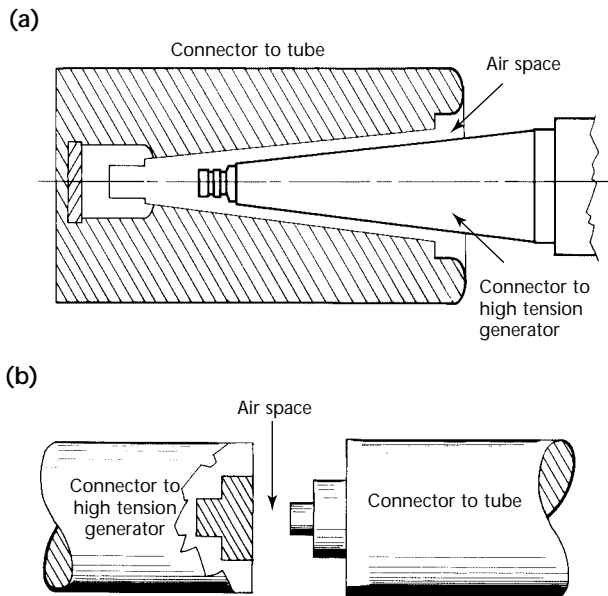 (a)
Connector to tube
Air space
Connector to
high tension
generator
(b)
Air space
Connector to
high tension
generator
Connector to tube